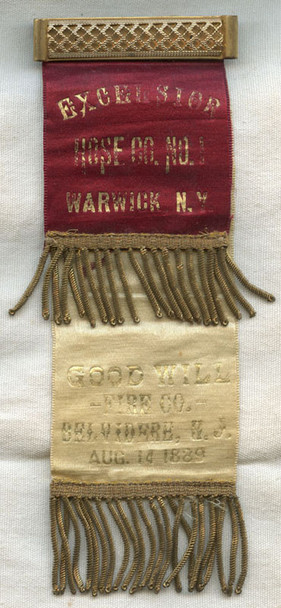 EXCELSIOR
HOSE CO. NO. 1
WARWICK N.Y.
GOOD WILL
-FIRE CO.-
BELVIDERE, N.J.
AUG. 14 1889